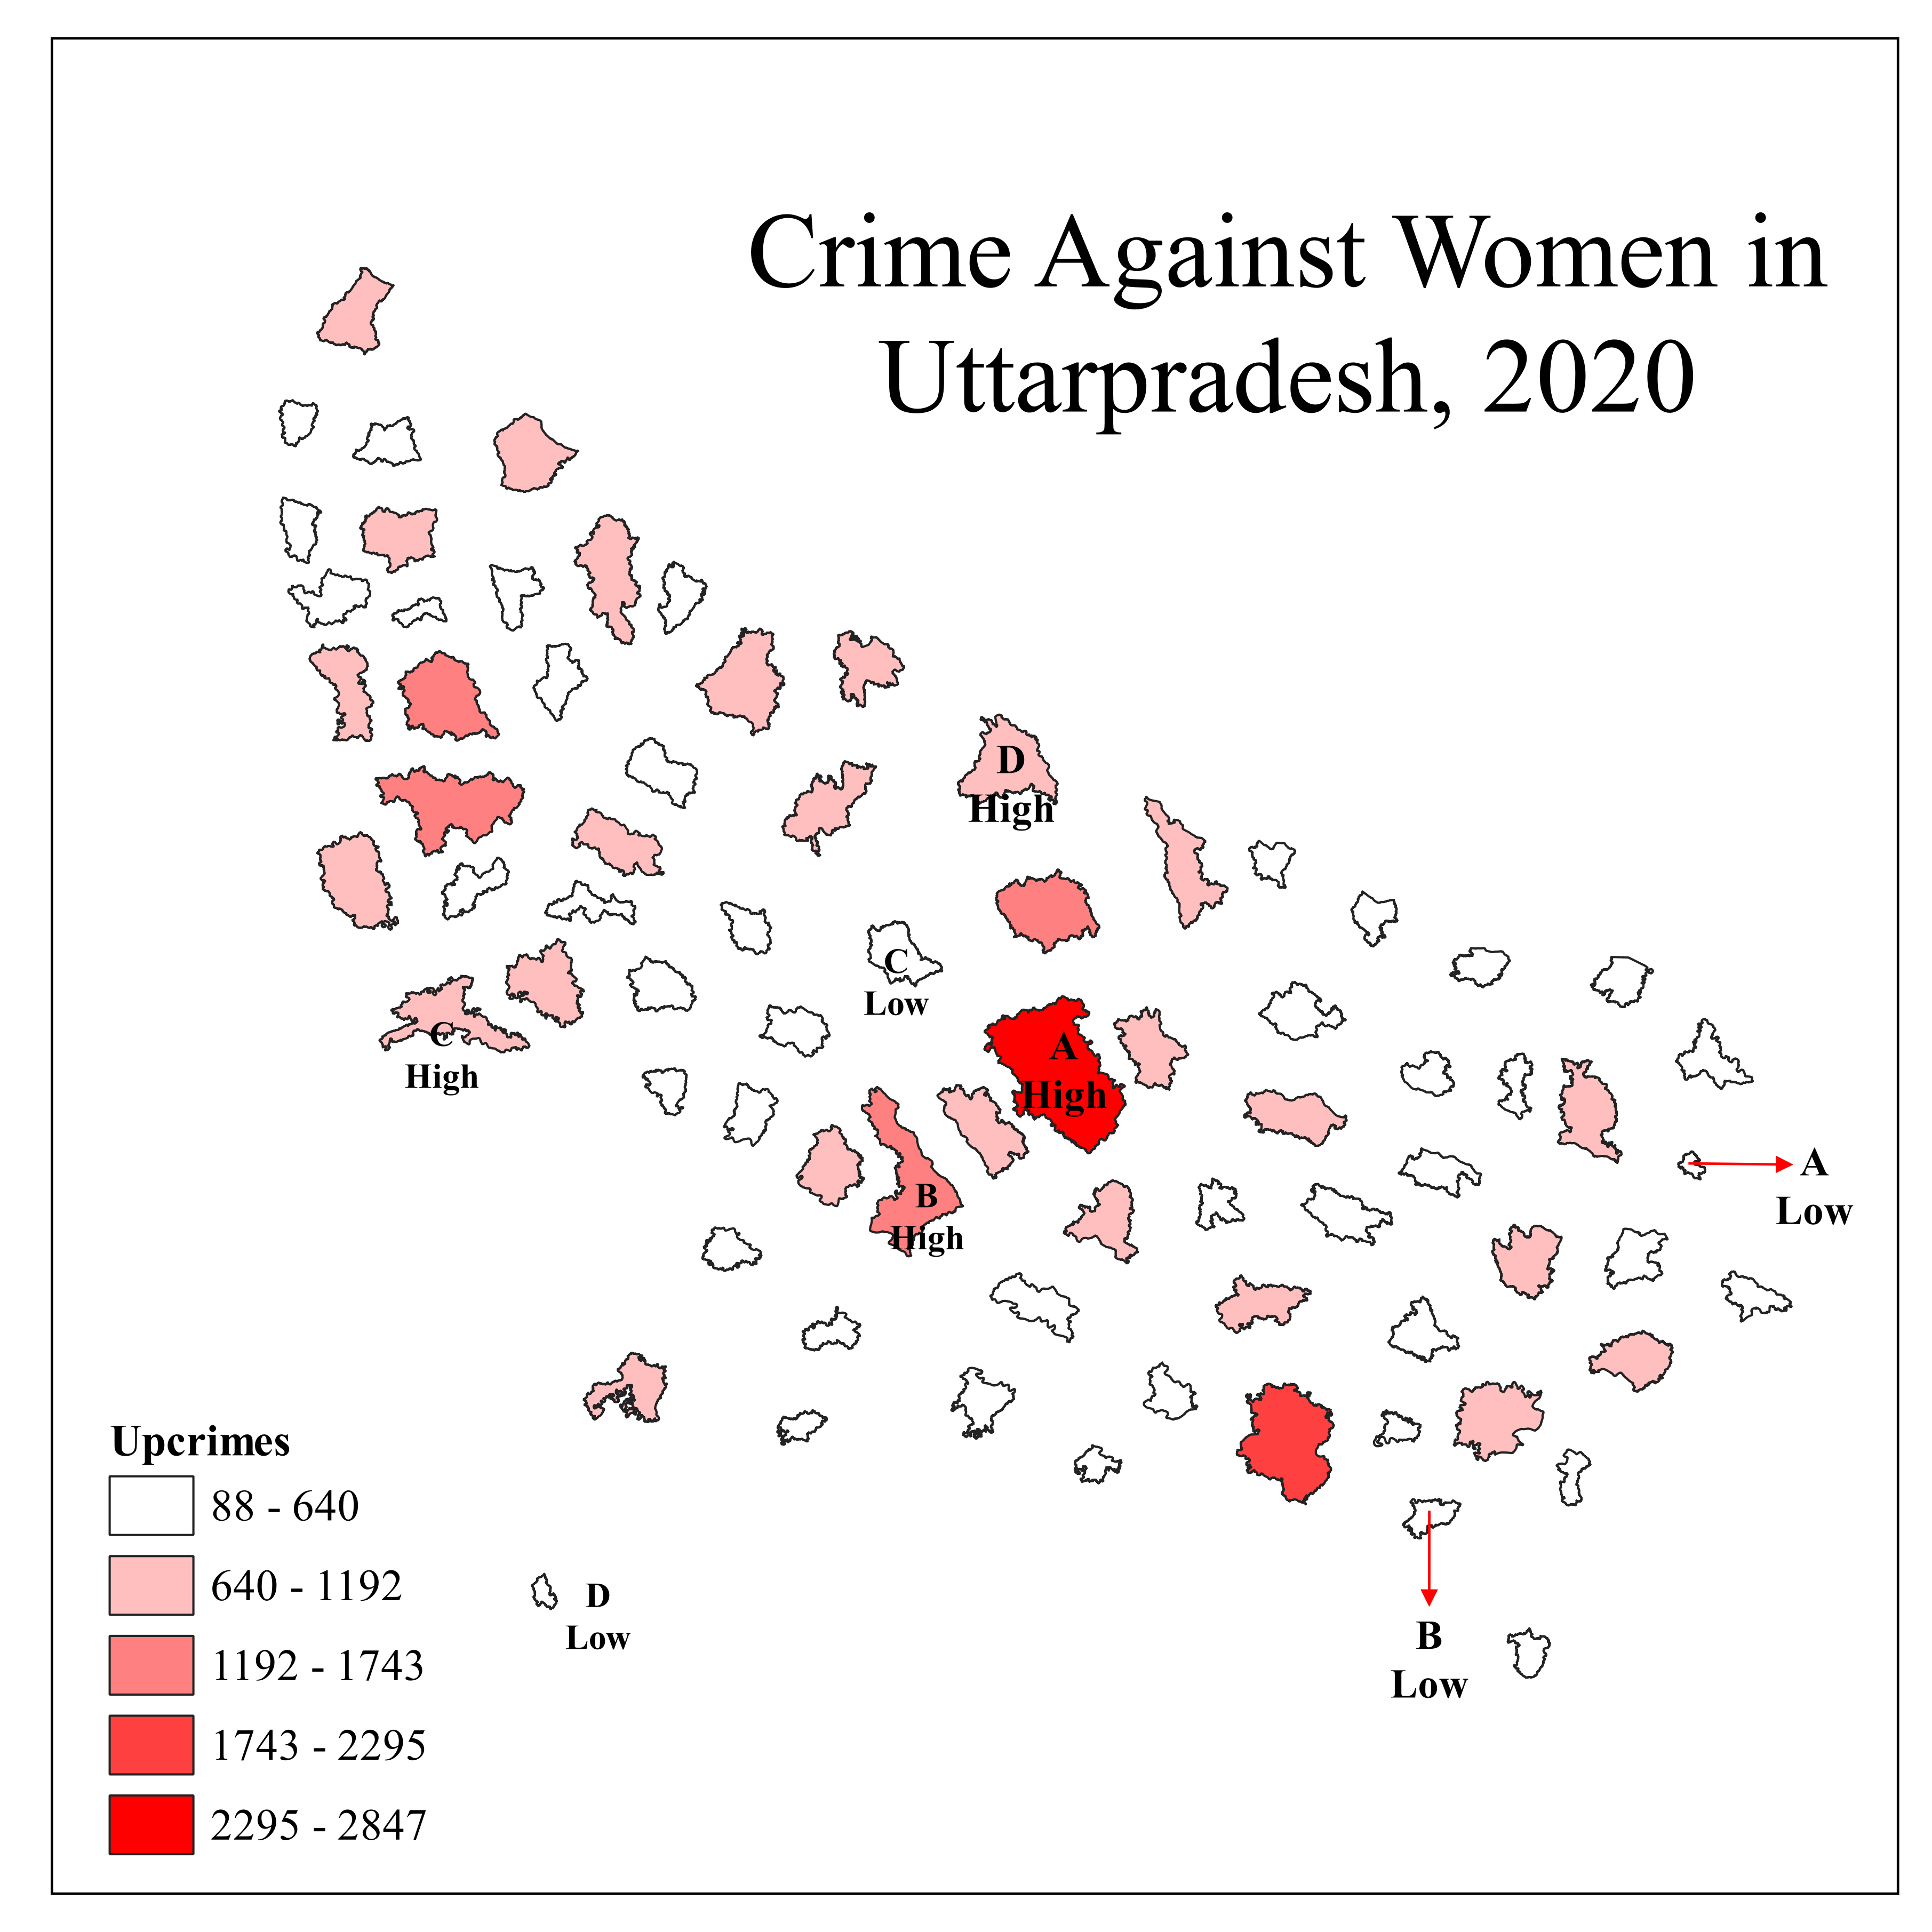 Crime Against Women in
Uttarpradesh, 2020
D
High
C
Low
C
High
A
High
B
High
A
Low
Upcrimes
88 - 640
640 - 1192
1192 - 1743
1743 - 2295
2295 - 2847
D
Low
B
Low